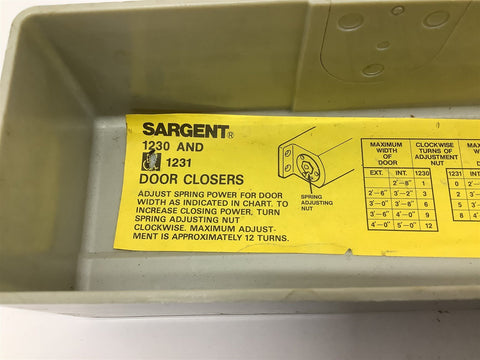 SARGENT®
1230 AND
1231
DOOR CLOSERS
ADJUST SPRING POWER FOR DOOR
WIDTH AS INDICATED IN CHART. TO
INCREASE CLOSING POWER, TURN
SPRING ADJUSTING NUT
CLOCKWISE. MAXIMUM ADJUST-
MENT IS APPROXIMATELY 12 TURNS.
SPRING
ADJUSTING
NUT
MAXIMUM WIDTH OF DOOR
CLOCKWISE TURNS OF ADJUSTMENT NUT
EXT. INT. 1230 1231 INT.
2'-8" 1 0
2'-6" 3'-2" 2
3'-0" 3'-6" 6 5
3'-6" 4'-0" 9 8
4'-0" 5'-0" 12